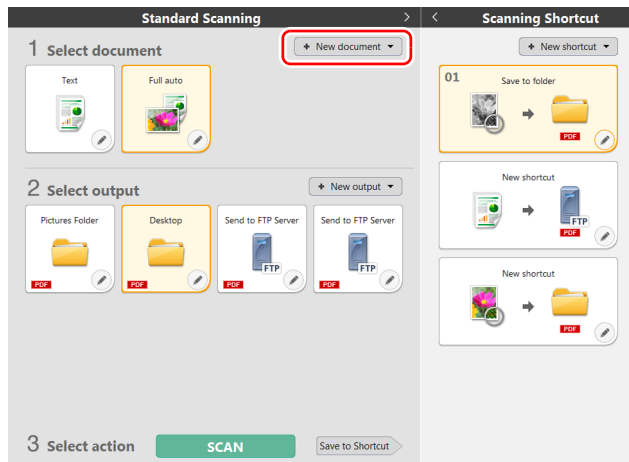 Standard Scanning >
1 Select document
+ New document
Text
Full auto
2 Select output
+ New output
Pictures Folder
PDF
Desktop
PDF
Send to FTP Server
FTP
PDF
Send to FTP Server
FTP
PDF
3 Select action
SCAN
Save to Shortcut
< Scanning Shortcut
+ New shortcut
01
Save to folder
PDF
New shortcut
FTP
PDF
New shortcut
PDF